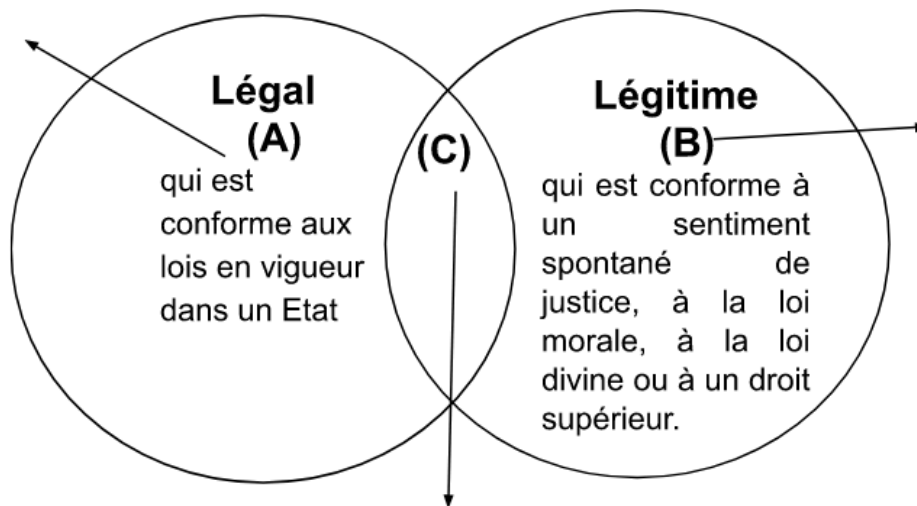 Légal
(A)
qui est
conforme aux
lois en vigueur
dans un Etat
(C)
Légitime
(B)
qui est conforme à
un sentiment
spontané de
justice, à la loi
morale, à la loi
divine ou à un droit
supérieur.